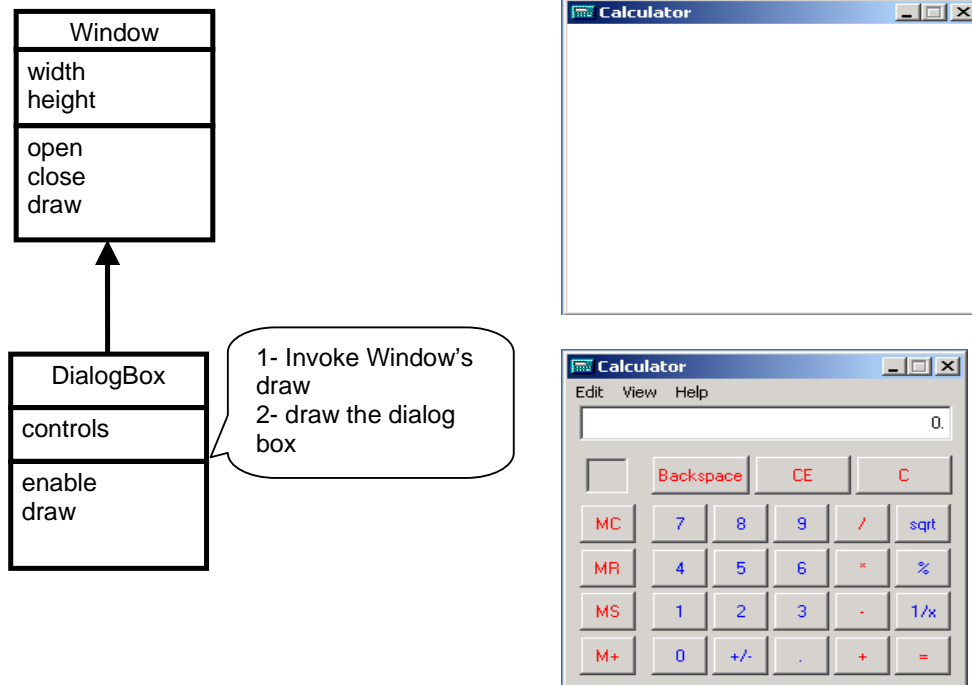 Window
width
height
open
close
draw
DialogBox
controls
enable
draw
1- Invoke Window’s
draw
2- draw the dialog
box
Calculator
Calculator
Edit View Help
0.
Backspace CE C
MC 7 8 9 / sqrt
MR 4 5 6 * %
MS 1 2 3 - 1/x
M+ 0 +/- . + =